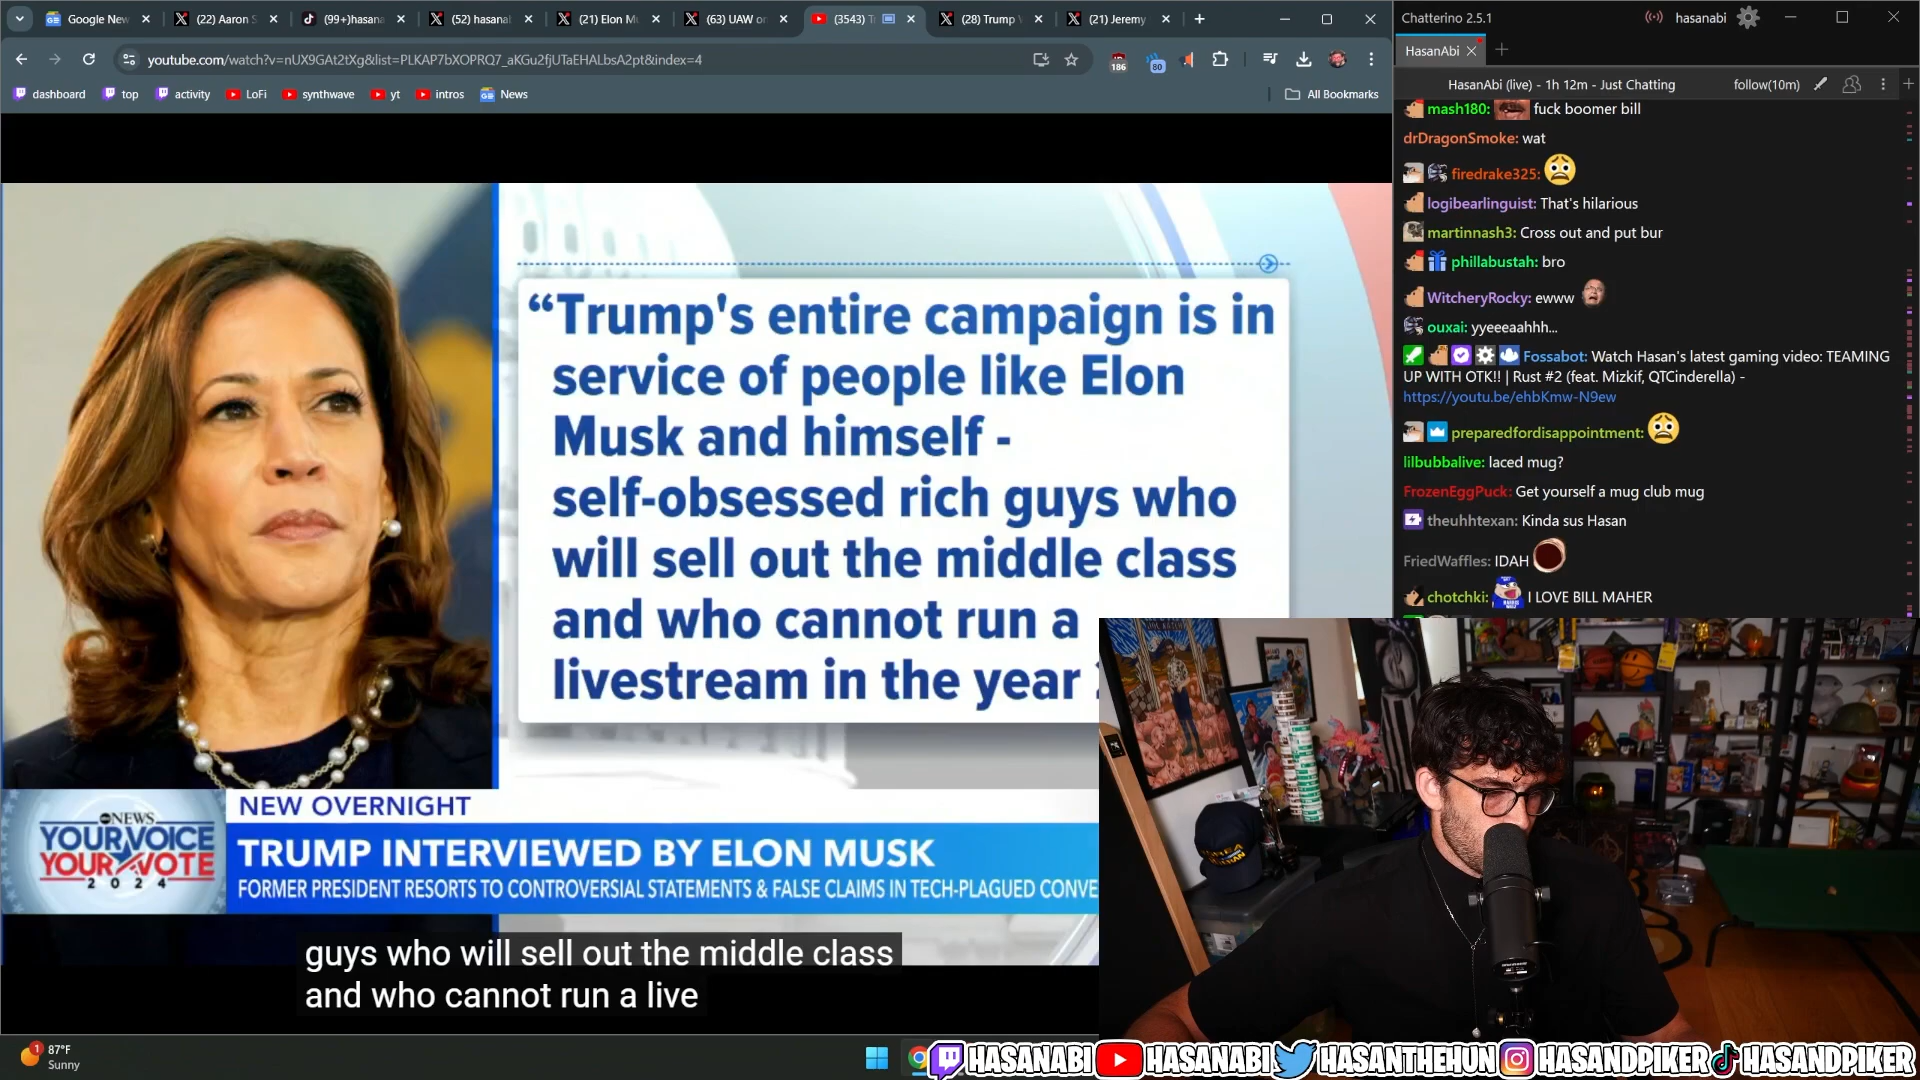 Google New
(22) Aaron S
(99+)hasana
(52) hasanal
(21) Elon Mu
(63) UAW on
(3543) Tr
(28) Trump
(21) Jeremy
youtube.com/watch?v=nUX9GAt2tXg&list=PLKAP7bXOPRQ7_aKGu2fjUTaEHALbsA2pt&index=4
186
80
dashboard
top
activity
LoFi
synthwave
yt
intros
News
All Bookmarks
“Trump's entire campaign is in
service of people like Elon
Musk and himself -
self-obsessed rich guys who
will sell out the middle class
and who cannot run a
livestream in the year
abc NEWS
YOUR VOICE
YOUR VOTE
2024
NEW OVERNIGHT
TRUMP INTERVIEWED BY ELON MUSK
FORMER PRESIDENT RESORTS TO CONTROVERSIAL STATEMENTS & FALSE CLAIMS IN TECH-PLAGUED CONVE
guys who will sell out the middle class
and who cannot run a live
Chatterino 2.5.1
hasanabi
HasanAbi
HasanAbi (live) - 1h 12m - Just Chatting
follow(10m)
mash180: fuck boomer bill
drDragonSmoke: wat
firedrake325:
logibearlinguist: That's hilarious
martinnash3: Cross out and put bur
phillabustah: bro
WitcheryRocky: ewww
ouxai: yyeeeaahhh...
Fossabot: Watch Hasan's latest gaming video: TEAMING
UP WITH OTK!! | Rust #2 (feat. Mizkif, QTCinderella) -
https://youtu.be/ehbKmw-N9ew
preparedfordisappointment:
lilbubbalive: laced mug?
FrozenEggPuck: Get yourself a mug club mug
theuhhtexan: Kinda sus Hasan
FriedWaffles: IDAH
chotchki: I LOVE BILL MAHER
1
87°F
Sunny
HASANABI
HASANABI
HASANTHEHUN
HASANDPIKER
HASANDPIKER